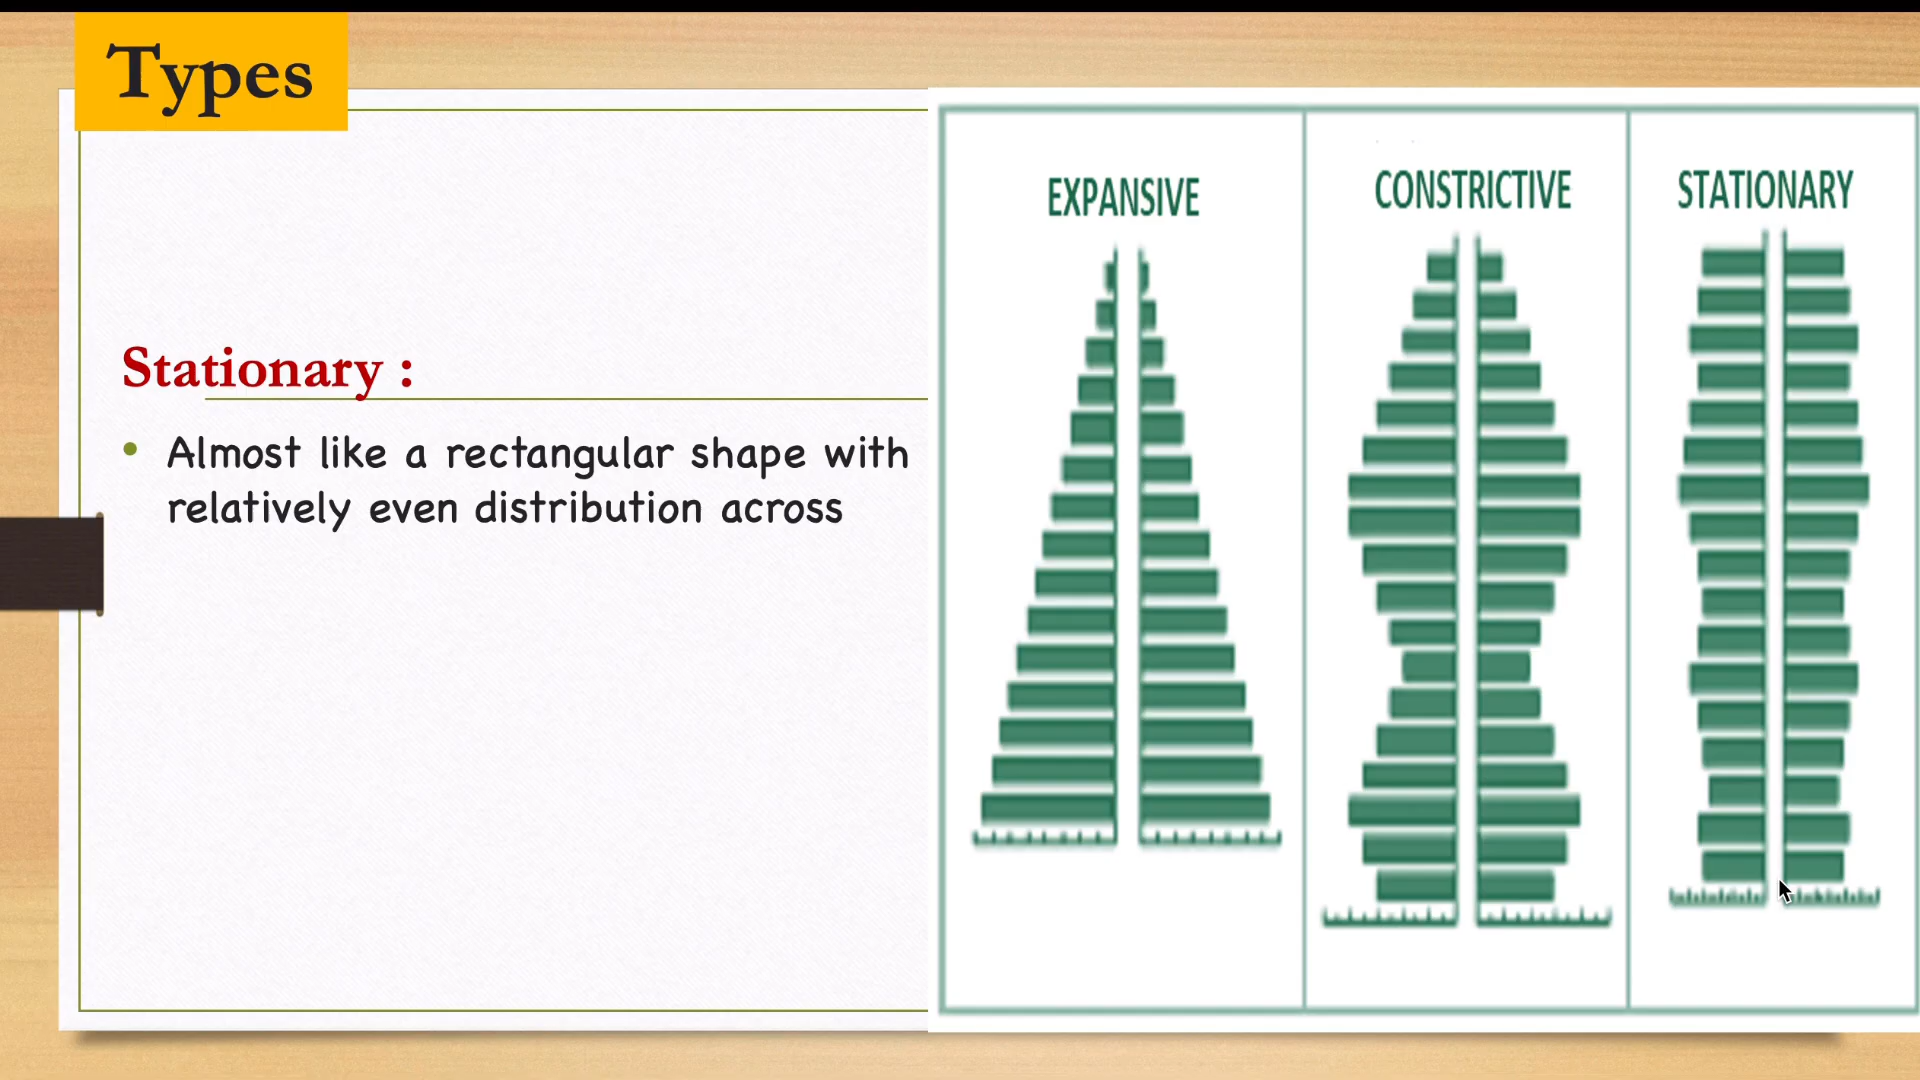 Types
Stationary :
• Almost like a rectangular shape with
relatively even distribution across
EXPANSIVE
CONSTRICTIVE
STATIONARY